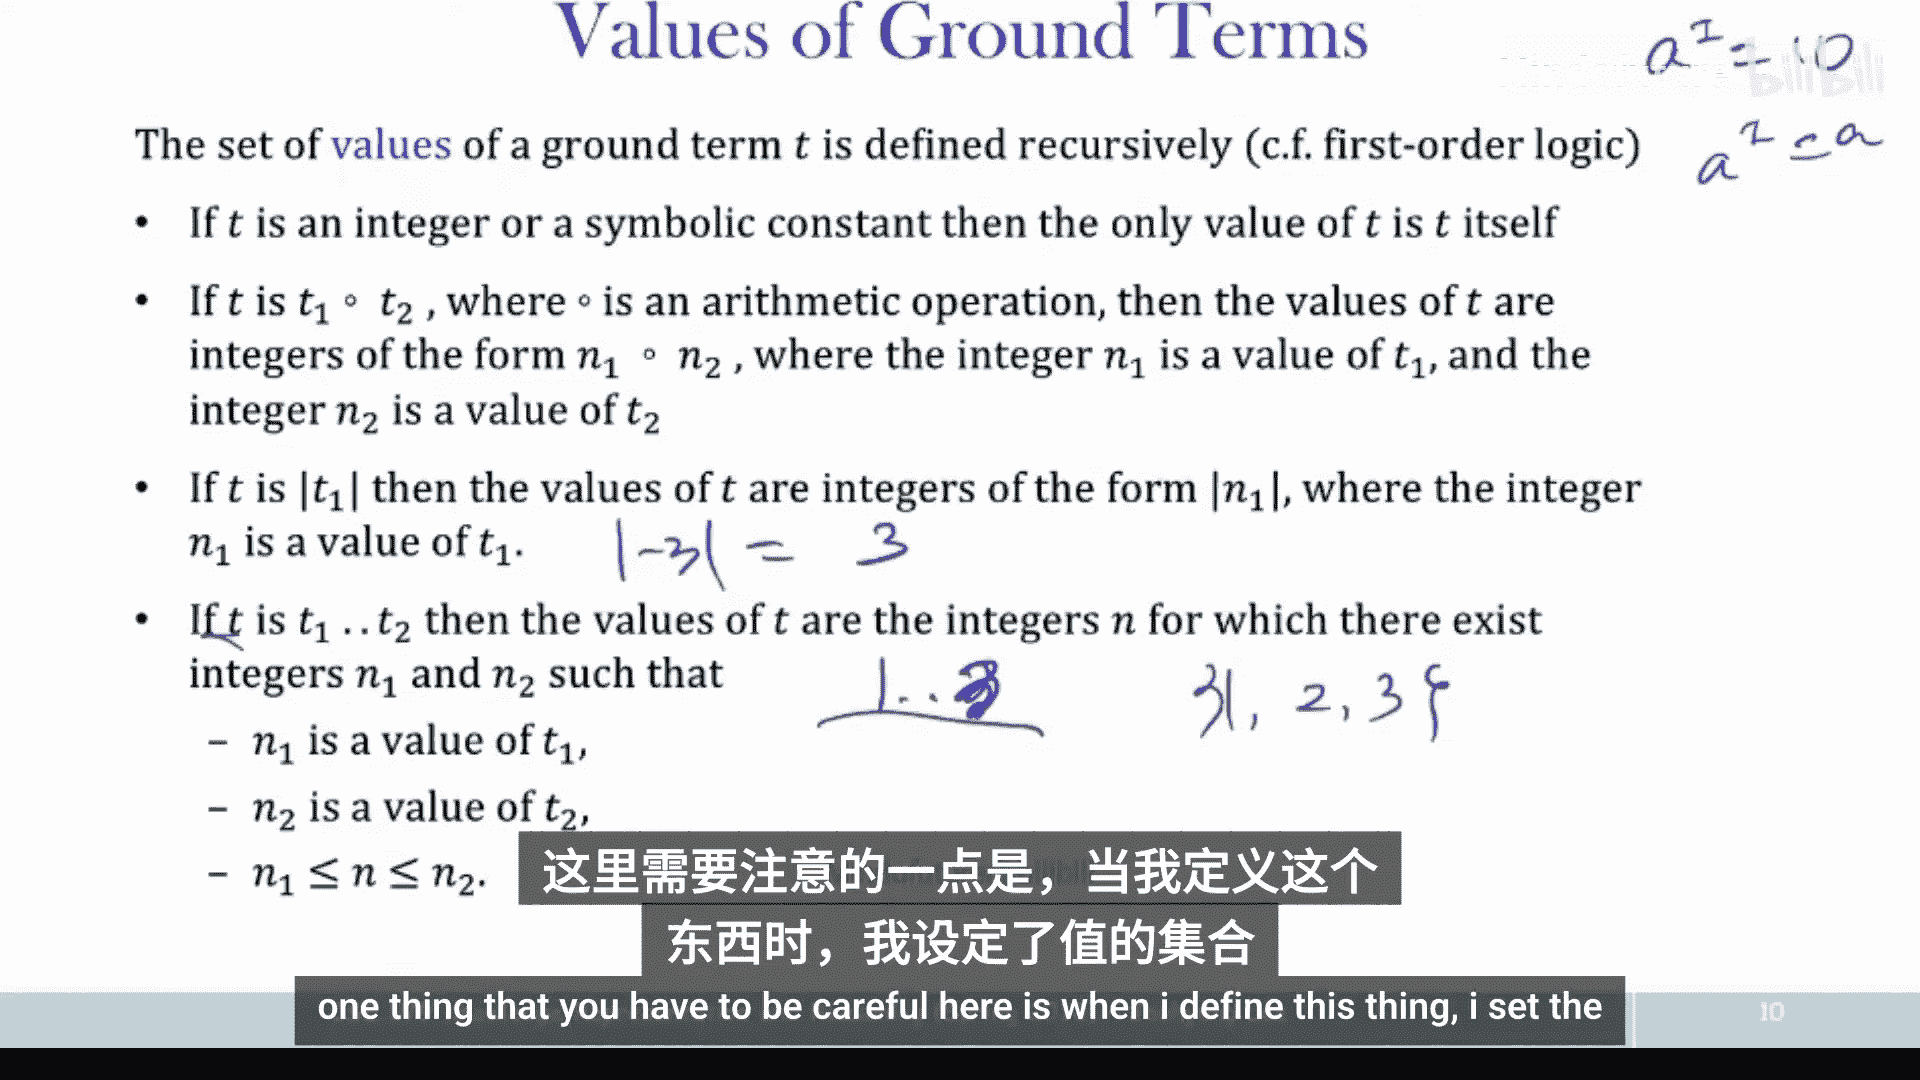 Values of Ground Terms
a^I = 10
a^I = a
bilibili
The set of values of a ground term t is defined recursively (c.f. first-order logic)
• If t is an integer or a symbolic constant then the only value of t is t itself
• If t is t₁ ∘ t₂ , where ∘ is an arithmetic operation, then the values of t are
integers of the form n₁ ∘ n₂ , where the integer n₁ is a value of t₁, and the
integer n₂ is a value of t₂
• If t is |t₁| then the values of t are integers of the form |n₁|, where the integer
n₁ is a value of t₁.
|-3| = 3
• If t is t₁ . . t₂ then the values of t are the integers n for which there exist
integers n₁ and n₂ such that
1..3
{1, 2, 3}
– n₁ is a value of t₁,
– n₂ is a value of t₂,
– n₁ ≤ n ≤ n₂.
这里需要注意的一点是，当我定义这个
东西时，我设定了值的集合
one thing that you have to be careful here is when i define this thing, i set the
10